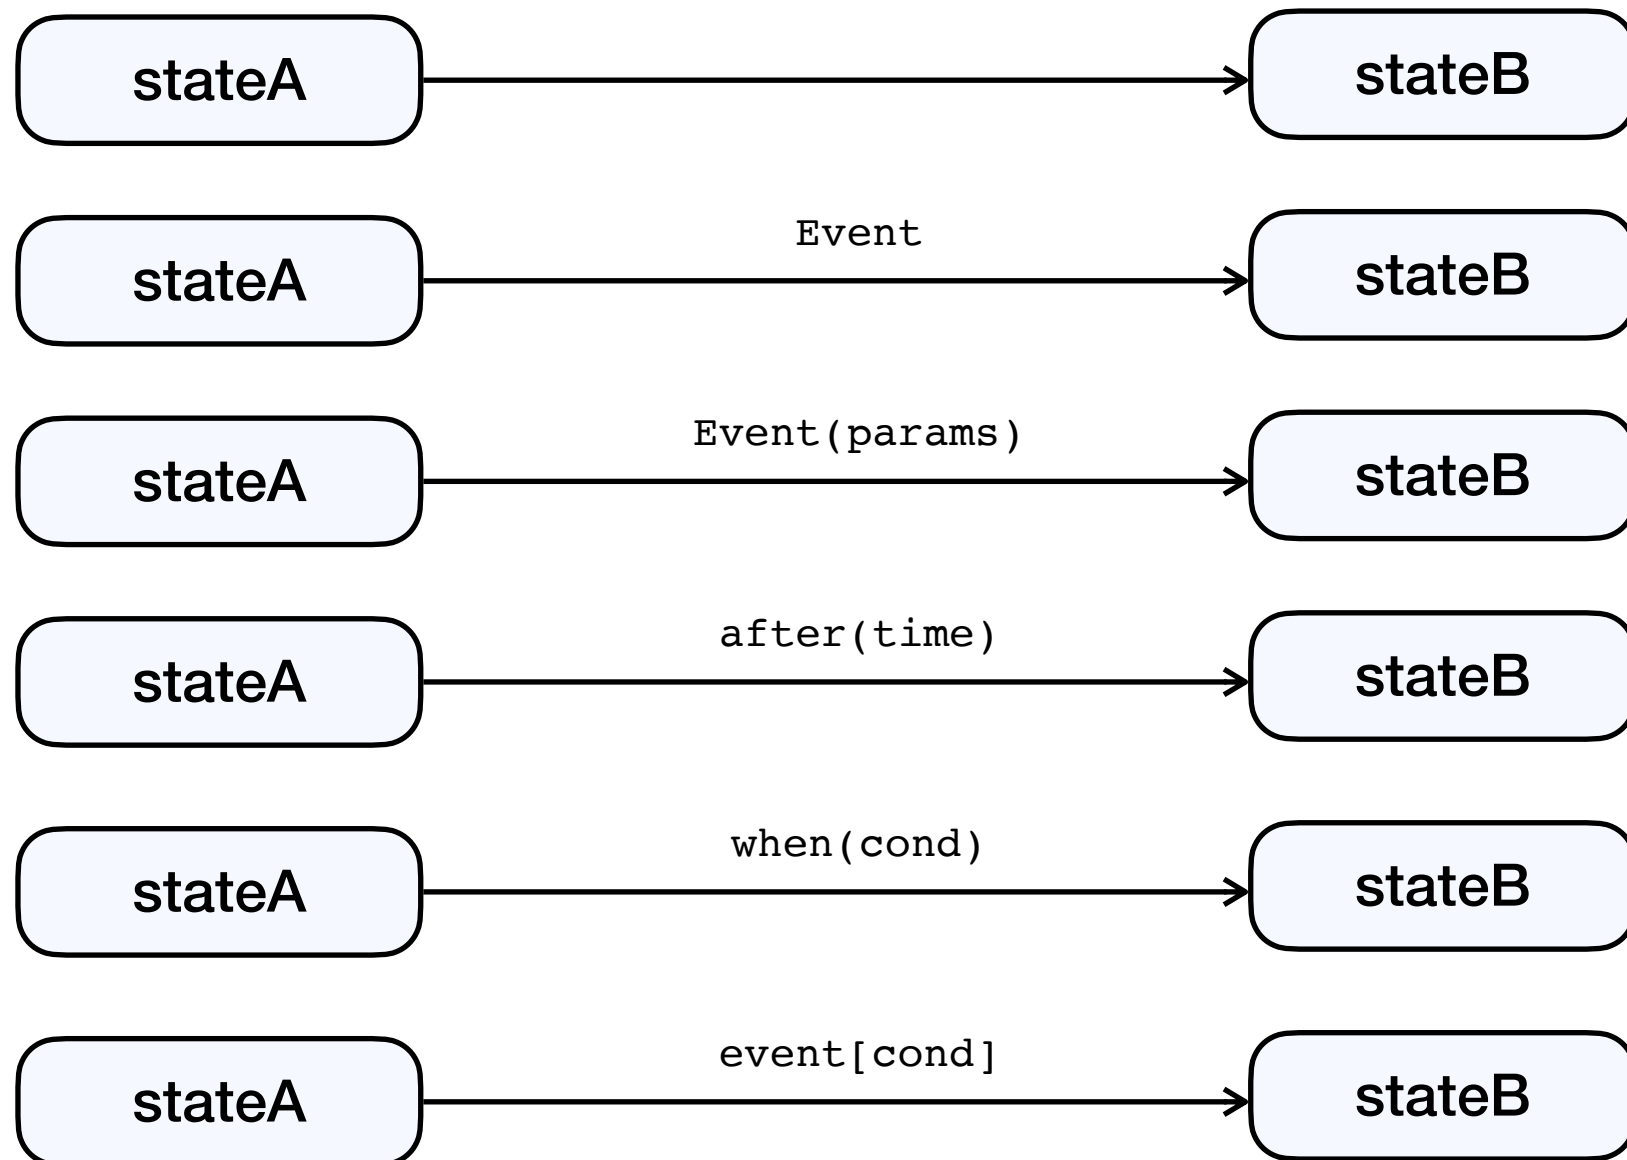 stateA stateB
Event
stateA stateB
Event(params)
stateA stateB
after(time)
stateA stateB
when(cond)
stateA stateB
event[cond]
stateA stateB